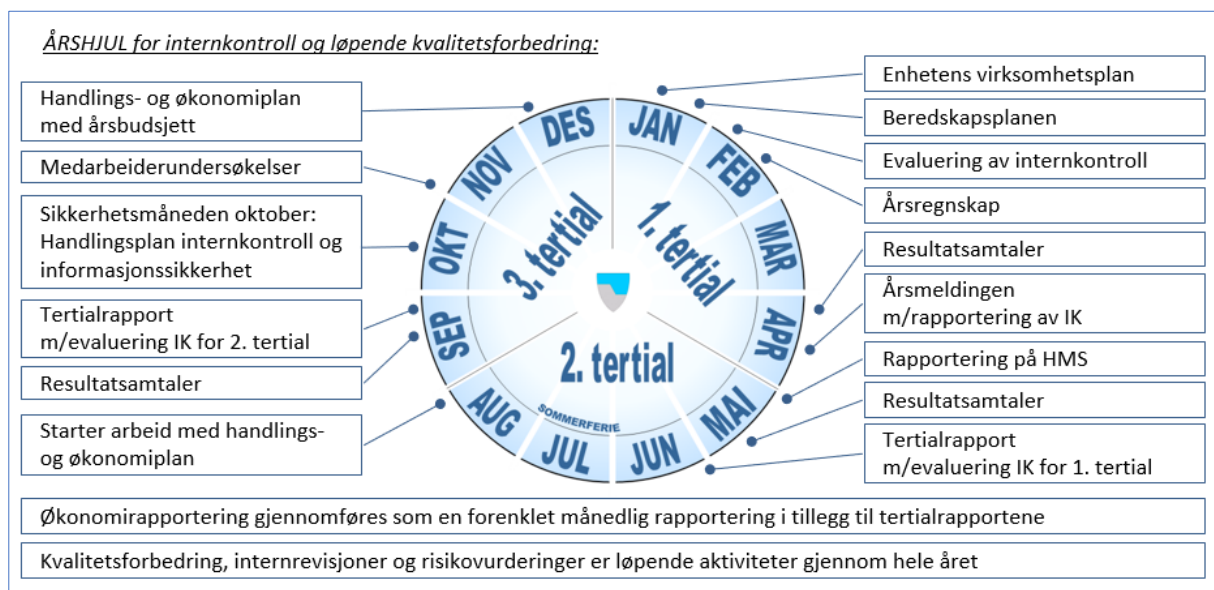 ÅRSHJUL for internkontroll og løpende kvalitetsforbedring:
Handlings- og økonomiplan
med årsbudsjett
Medarbeiderundersøkelser
Sikkerhetsmåneden oktober:
Handlingsplan internkontroll og
informasjonssikkerhet
Tertialrapport
m/evaluering IK for 2. tertial
Resultatsamtaler
Starter arbeid med handlings-
og økonomiplan
JAN
FEB
MAR
APR
MAI
JUN
JUL
AUG
SEP
OKT
NOV
DES
1. tertial
2. tertial
3. tertial
SOMMERFERIE
Enhetens virksomhetsplan
Beredskapsplanen
Evaluering av internkontroll
Årsregnskap
Resultatsamtaler
Årsmeldingen
m/rapportering av IK
Rapportering på HMS
Resultatsamtaler
Tertialrapport
m/evaluering IK for 1. tertial
Økonomirapportering gjennomføres som en forenklet månedlig rapportering i tillegg til tertialrapportene
Kvalitetsforbedring, internrevisjoner og risikovurderinger er løpende aktiviteter gjennom hele året